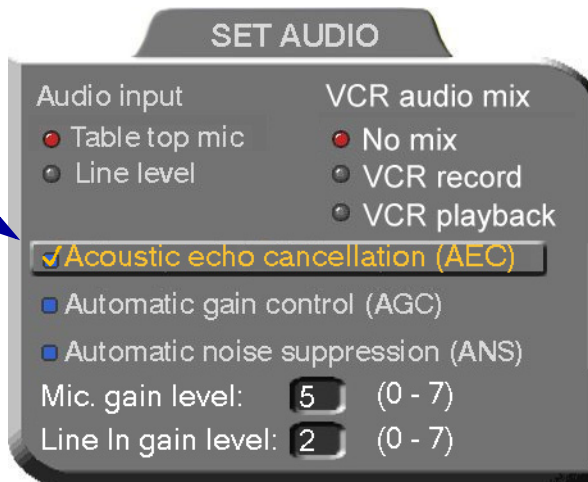 SET AUDIO
Audio input
Table top mic
Line level
VCR audio mix
No mix
VCR record
VCR playback
Acoustic echo cancellation (AEC)
Automatic gain control (AGC)
Automatic noise suppression (ANS)
Mic. gain level: 5 (0 - 7)
Line In gain level: 2 (0 - 7)